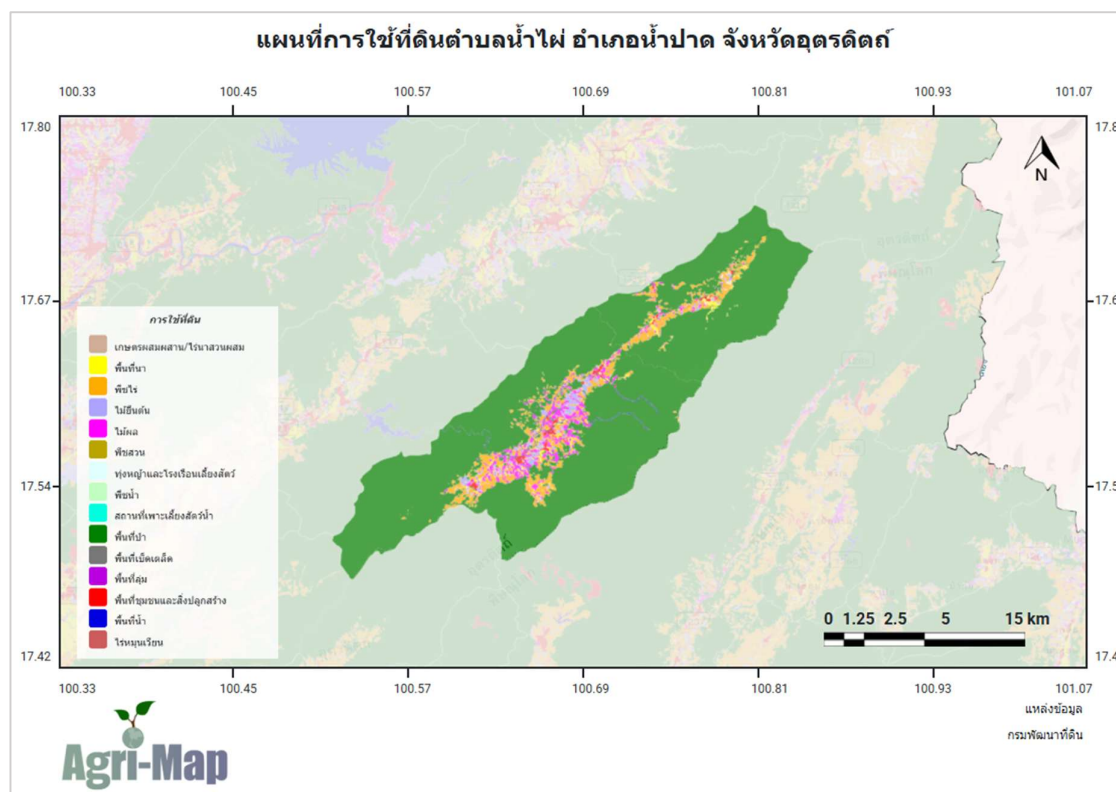 แผนที่การใช้ที่ดินตำบลน้ำไผ่ อำเภอน้ำปาด จังหวัดอุตรดิตถ์
100.33 100.45 100.57 100.69 100.81 100.93 101.07
17.80 17.8
N
17.67 17.6
การใช้ที่ดิน
เกษตรผสมผสาน/ไร่นาสวนผสม
พื้นที่นา
พืชไร่
ไม้ยืนต้น
ไม้ผล
พืชสวน
ทุ่งหญ้าและโรงเรือนเลี้ยงสัตว์
17.54 17.5
พืชน้ำ
สถานที่เพาะเลี้ยงสัตว์น้ำ
พื้นที่ป่า
พื้นที่เบ็ดเตล็ด
พื้นที่ลุ่ม
พื้นที่ชุมชนและสิ่งปลูกสร้าง
พื้นที่น้ำ
ไร่หมุนเวียน
0 1.25 2.5 5 15 km
17.42 17.4
100.33 100.45 100.57 100.69 100.81 100.93 101.07
แหล่งข้อมูล
กรมพัฒนาที่ดิน
Agri-Map